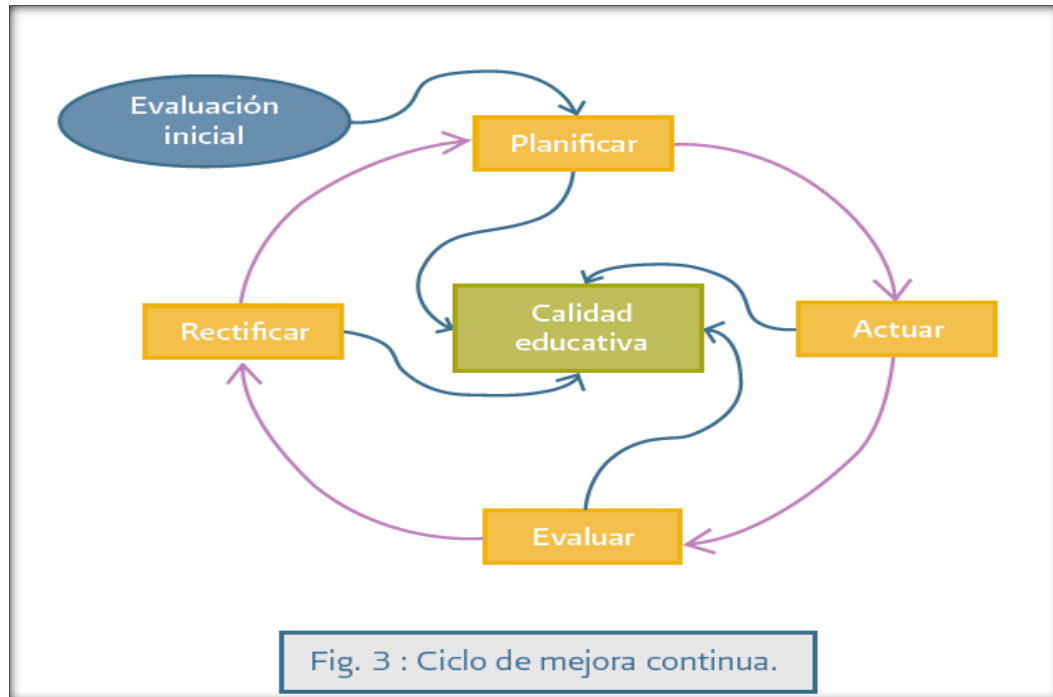 Evaluación
inicial
Planificar
Rectificar
Calidad
educativa
Actuar
Evaluar
Fig. 3 : Ciclo de mejora continua.